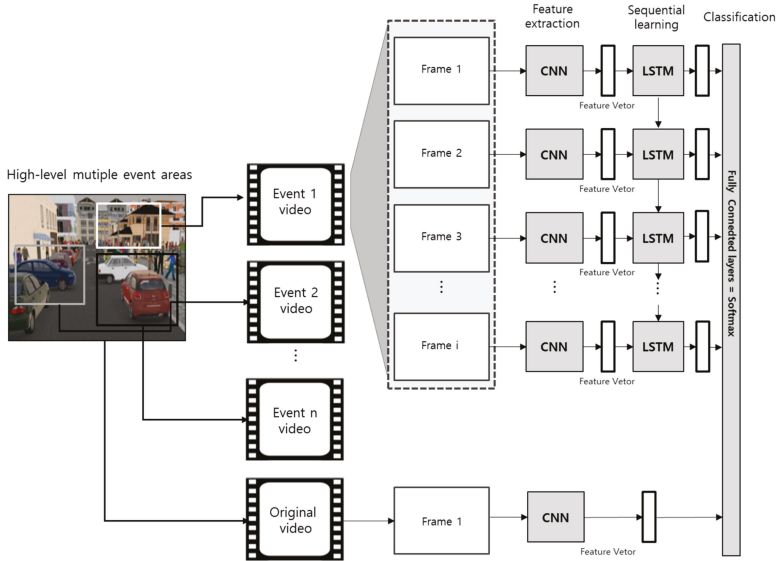 Feature
extraction
Sequential
learning
Classification
Frame 1
CNN
LSTM
Feature Vetor
Frame 2
CNN
LSTM
Feature Vetor
High-level mutiple event areas
Event 1
video
Frame 3
CNN
LSTM
Feature Vetor
Event 2
video
⋮
⋮
⋮
⋮
⋮
Frame i
CNN
LSTM
Feature Vetor
Event n
video
Original
video
Frame 1
CNN
Feature Vetor
Fully Connedted layers = Softmax